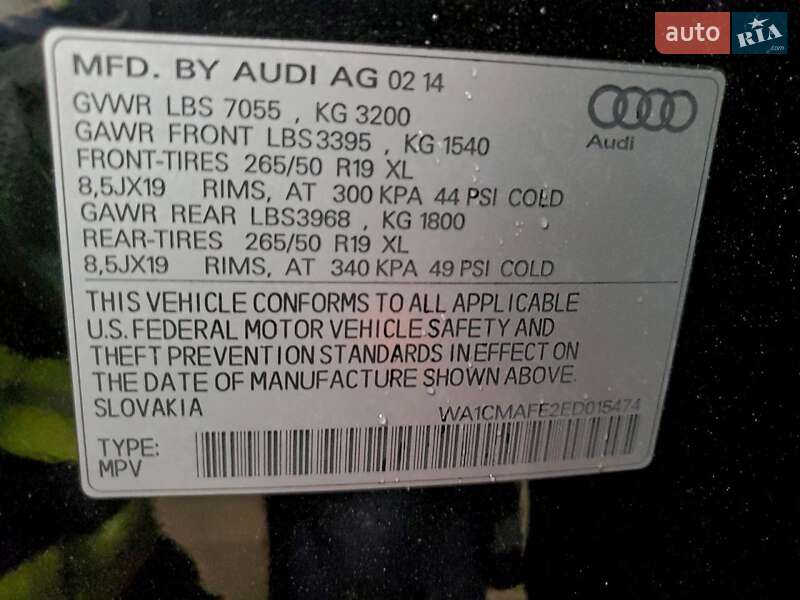 auto RIA.com
MFD. BY AUDI AG 02 14
GVWR LBS 7055 , KG 3200
GAWR FRONT LBS3395 , KG 1540
FRONT-TIRES 265/50 R19 XL
8,5JX19 RIMS, AT 300 KPA 44 PSI COLD
GAWR REAR LBS3968 , KG 1800
REAR-TIRES 265/50 R19 XL
8,5JX19 RIMS, AT 340 KPA 49 PSI COLD
Audi
THIS VEHICLE CONFORMS TO ALL APPLICABLE
U.S. FEDERAL MOTOR VEHICLE SAFETY AND
THEFT PREVENTION STANDARDS IN EFFECT ON
THE DATE OF MANUFACTURE SHOWN ABOVE.
SLOVAKIA WA1CMAFE2ED015474
TYPE:
MPV